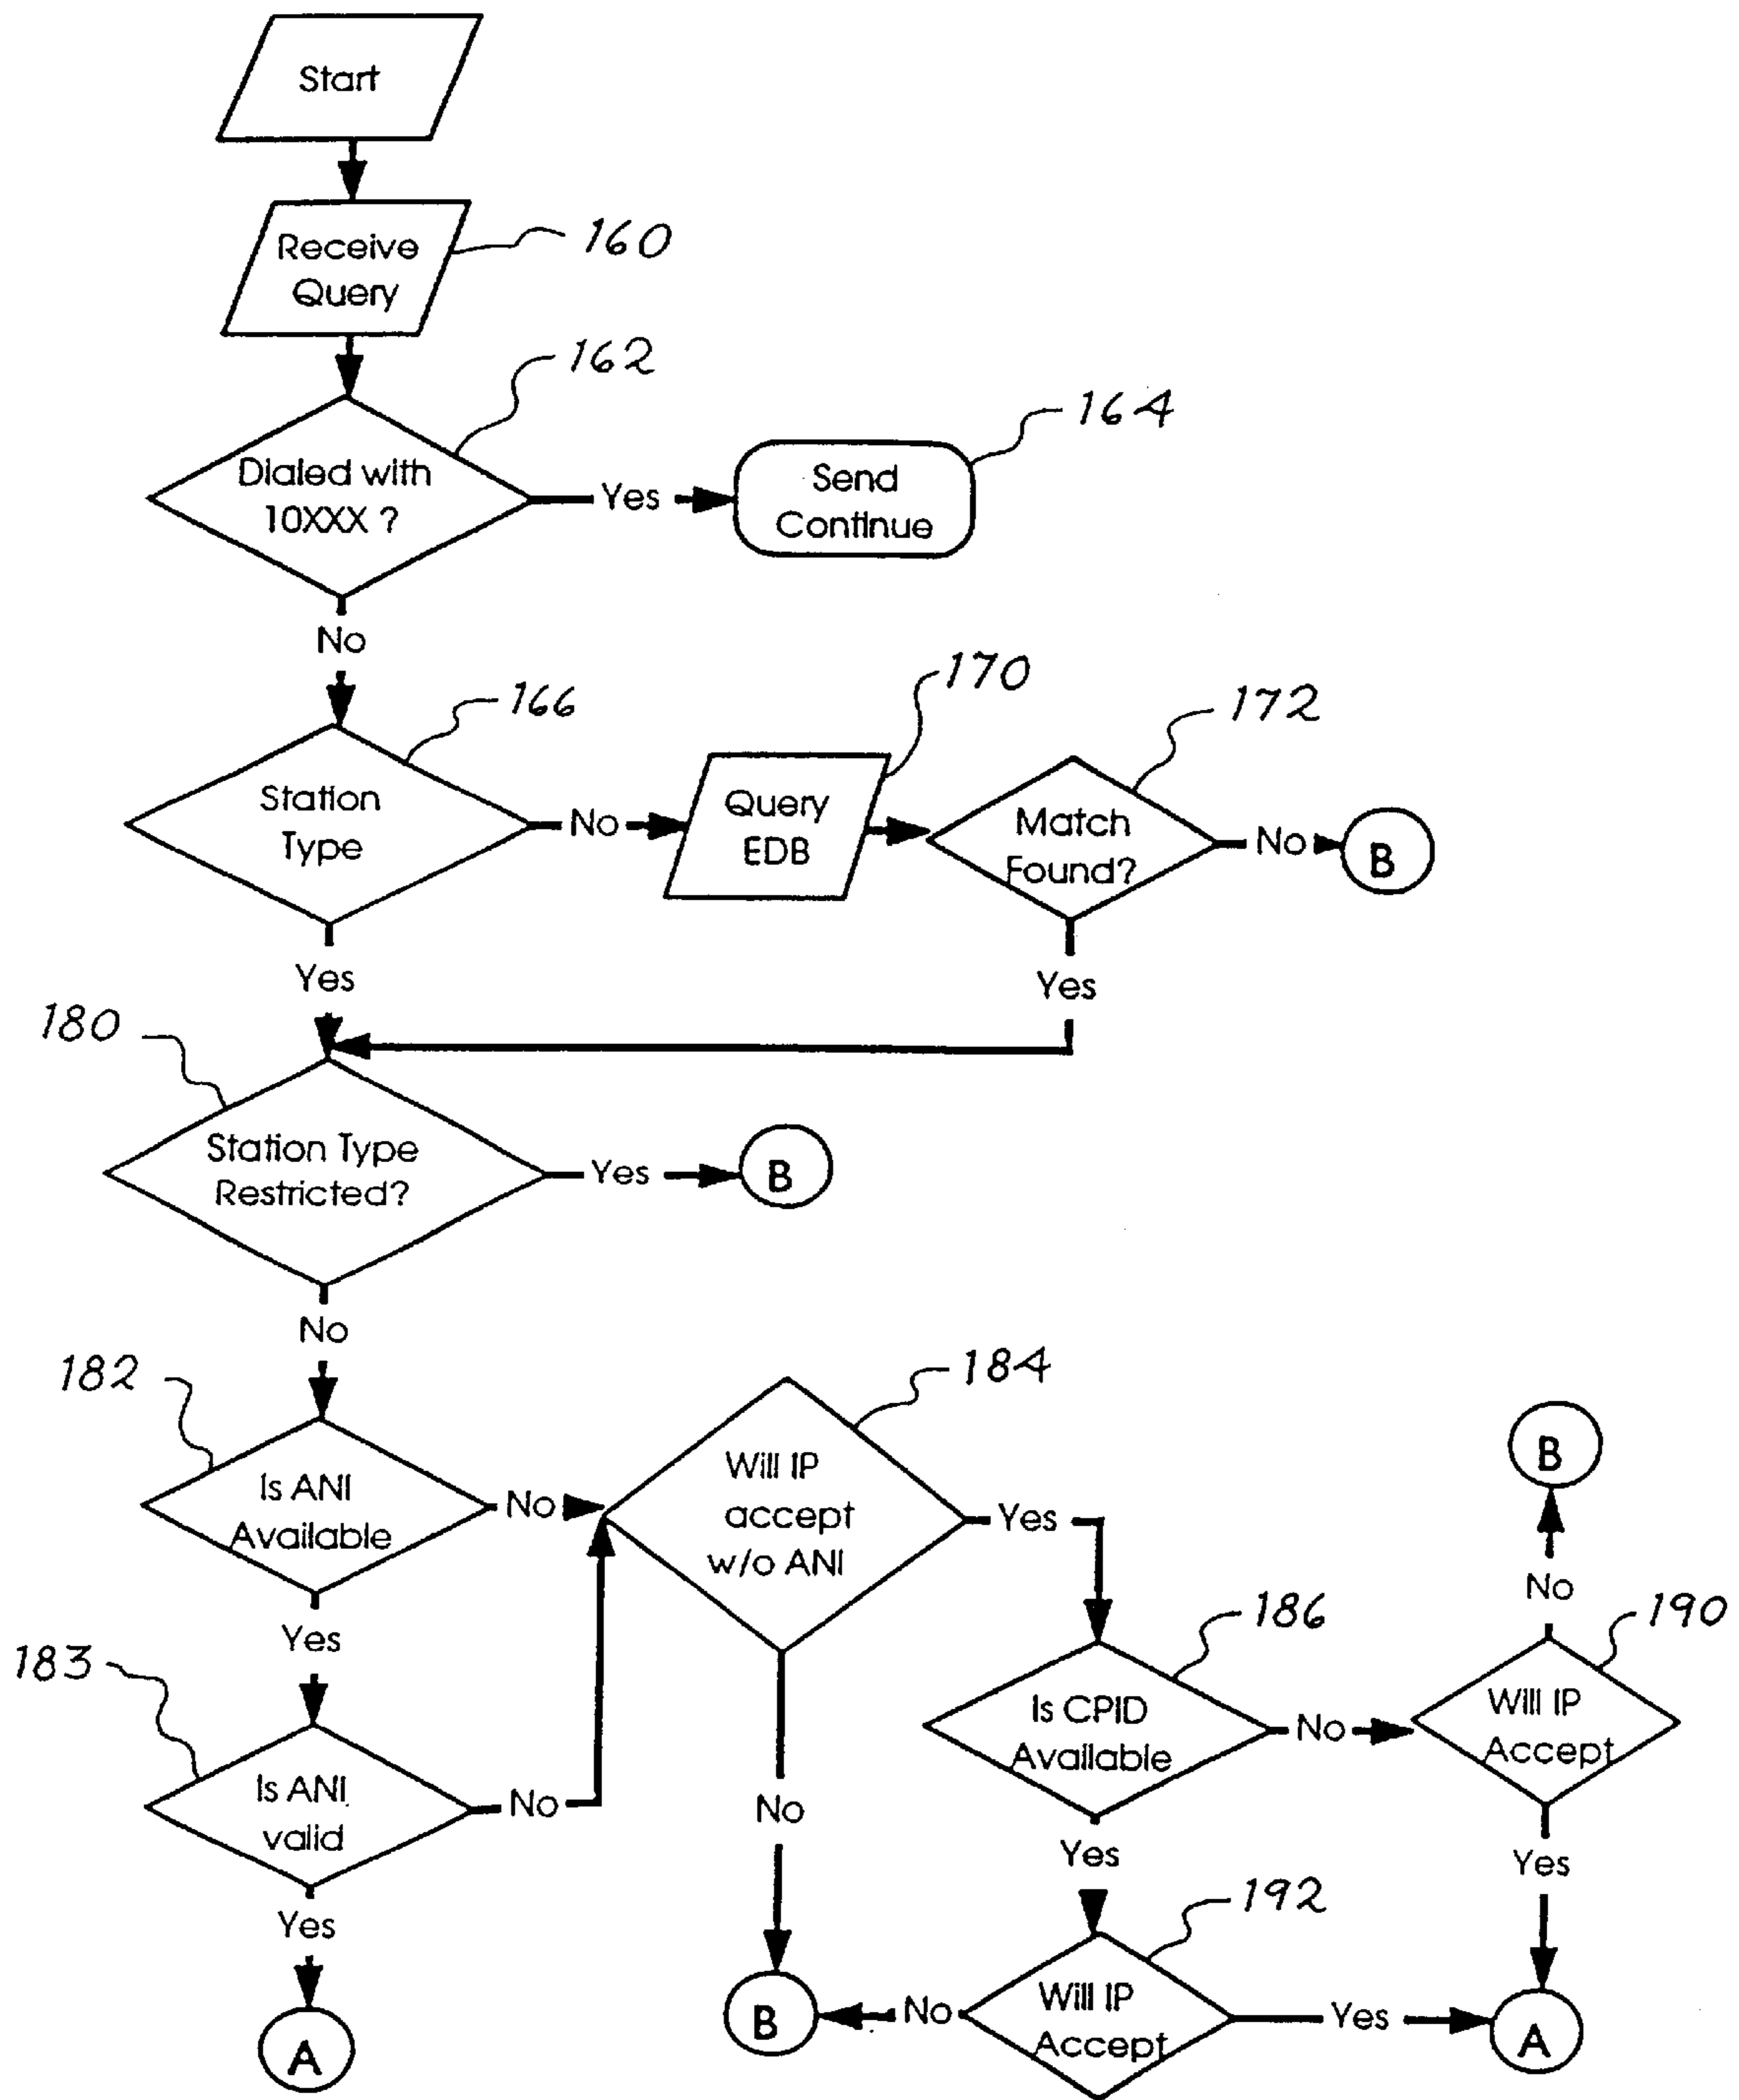 Start
Receive
Query
160
162
Dialed with
10XXX ?
Yes
Send
Continue
164
No
166
Station
Type
No
170
Query
EDB
172
Match
Found?
No
B
Yes
Yes
180
Station Type
Restricted?
Yes
B
No
182
Is ANI
Available
No
184
Will IP
accept
w/o ANI
Yes
B
No
Yes
186
190
183
Is CPID
Available
No
Will IP
Accept
Is ANI
valid
No
No
Yes
Yes
Yes
192
Will IP
Accept
No
B
Yes
A
A